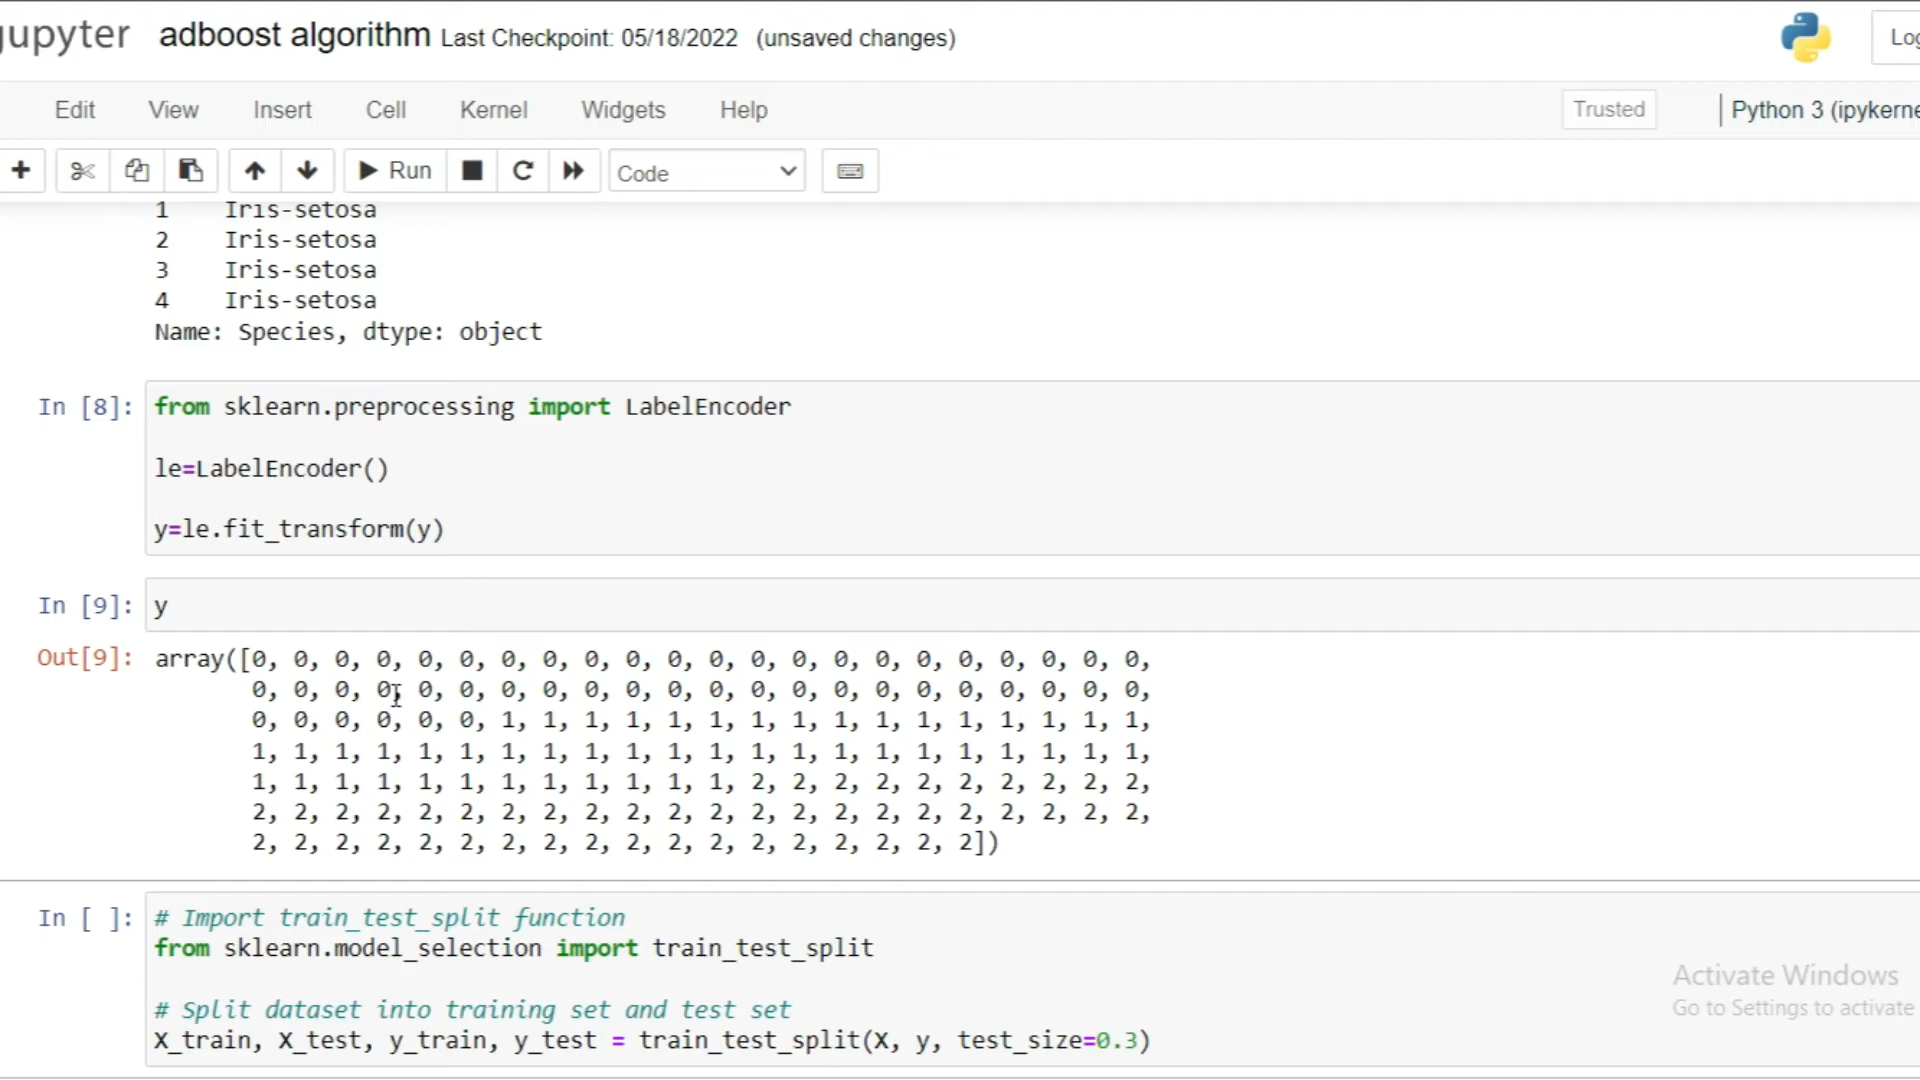 jupyter adboost algorithm Last Checkpoint: 05/18/2022 (unsaved changes)
Edit View Insert Cell Kernel Widgets Help Trusted Python 3 (ipykerne
Run Code
1 Iris-setosa
2 Iris-setosa
3 Iris-setosa
4 Iris-setosa
Name: Species, dtype: object
In [8]: from sklearn.preprocessing import LabelEncoder
le=LabelEncoder()
y=le.fit_transform(y)
In [9]: y
Out[9]: array([0, 0, 0, 0, 0, 0, 0, 0, 0, 0, 0, 0, 0, 0, 0, 0, 0, 0, 0, 0, 0, 0,
0, 0, 0, 0, 0, 0, 0, 0, 0, 0, 0, 0, 0, 0, 0, 0, 0, 0, 0, 0, 0, 0,
0, 0, 0, 0, 0, 0, 1, 1, 1, 1, 1, 1, 1, 1, 1, 1, 1, 1, 1, 1, 1, 1,
1, 1, 1, 1, 1, 1, 1, 1, 1, 1, 1, 1, 1, 1, 1, 1, 1, 1, 1, 1, 1, 1,
1, 1, 1, 1, 1, 1, 1, 1, 1, 1, 1, 1, 2, 2, 2, 2, 2, 2, 2, 2, 2, 2,
2, 2, 2, 2, 2, 2, 2, 2, 2, 2, 2, 2, 2, 2, 2, 2, 2, 2, 2, 2, 2, 2,
2, 2, 2, 2, 2, 2, 2, 2, 2, 2, 2, 2, 2, 2, 2, 2, 2, 2])
In [ ]: # Import train_test_split function
from sklearn.model_selection import train_test_split
# Split dataset into training set and test set
X_train, X_test, y_train, y_test = train_test_split(X, y, test_size=0.3)
Activate Windows
Go to Settings to activate